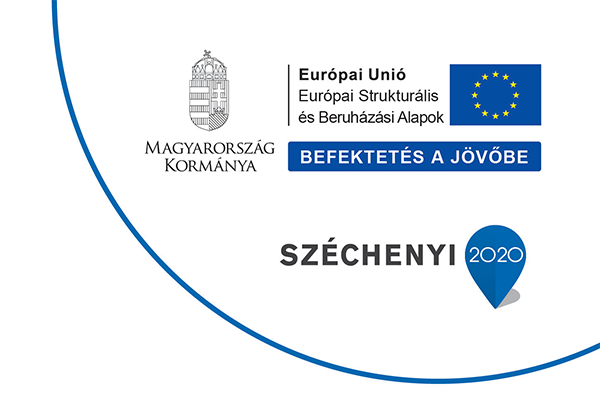 Európai Unió
Európai Strukturális
és Beruházási Alapok
MAGYARORSZÁG
KORMÁNYA
BEFEKTETÉS A JÖVŐBE
SZÉCHENYI 2020